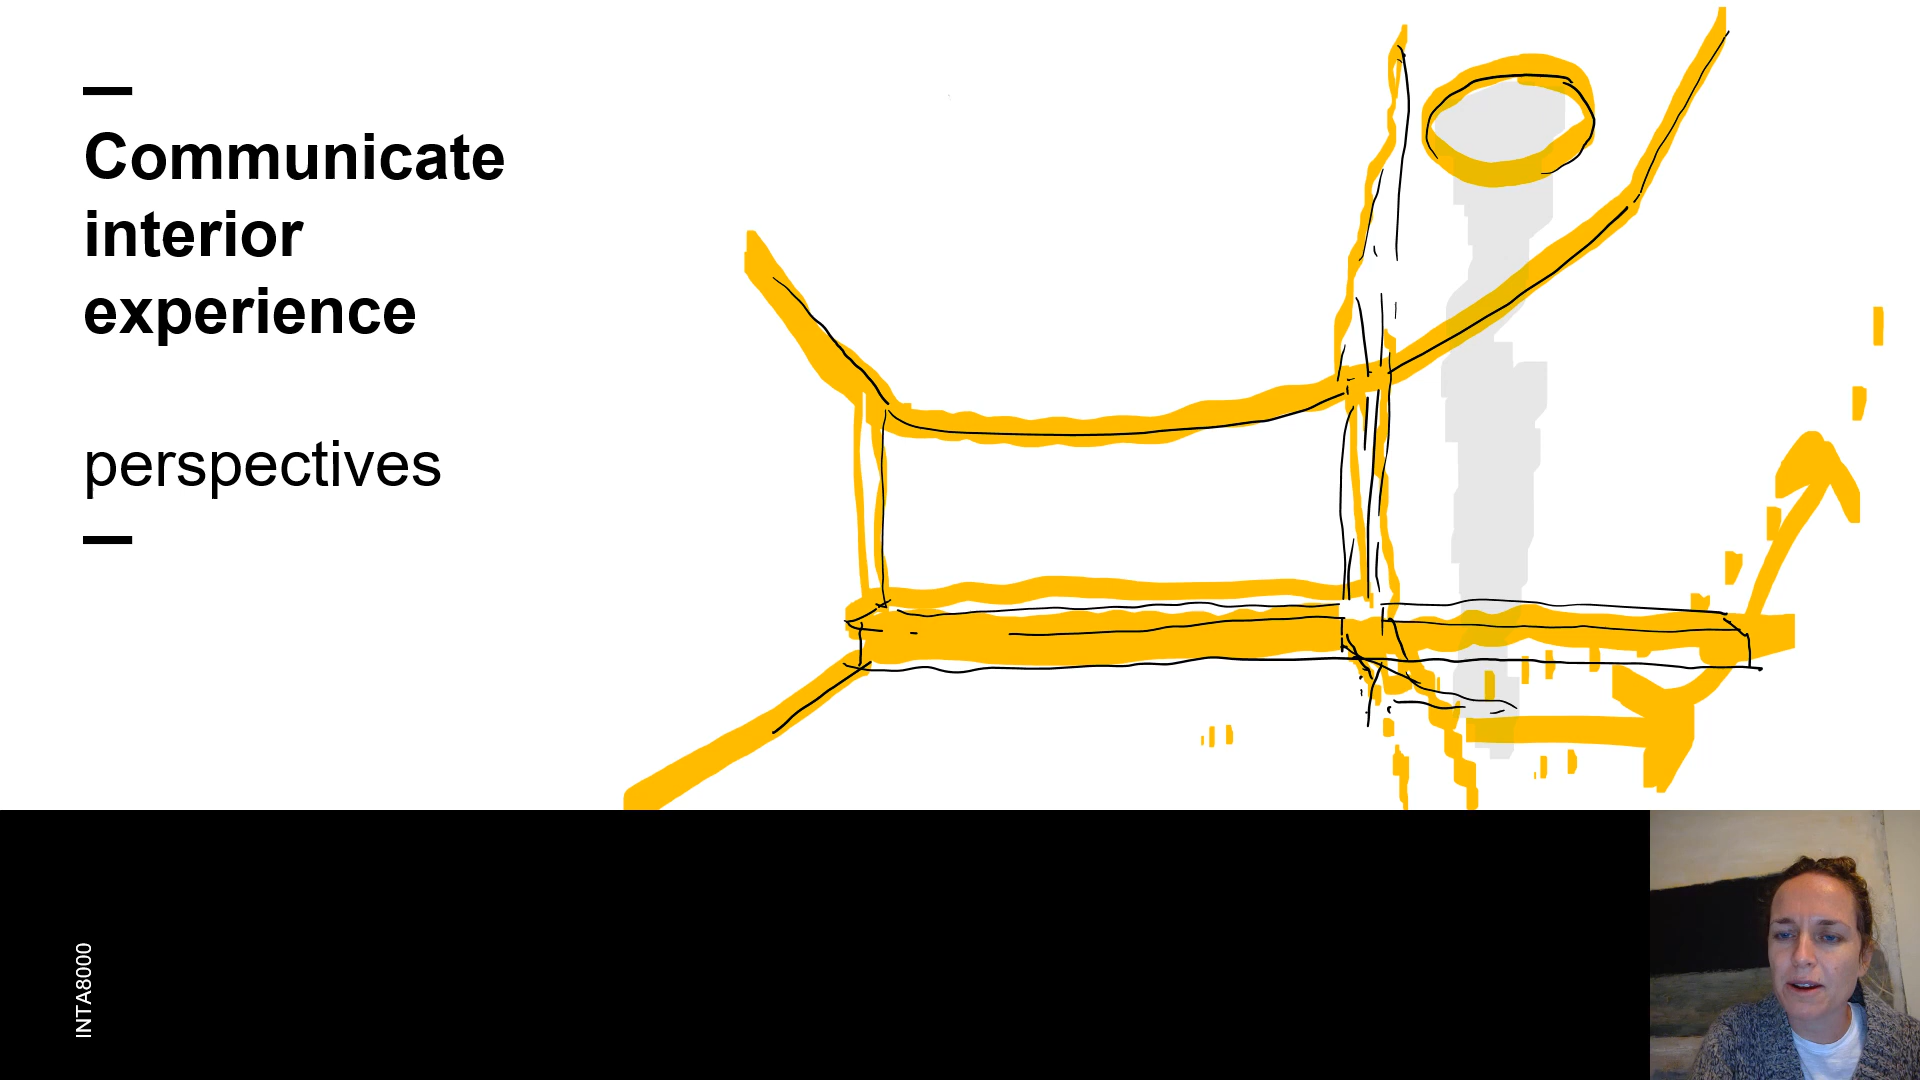 Communicate
interior
experience
perspectives
INTA8000